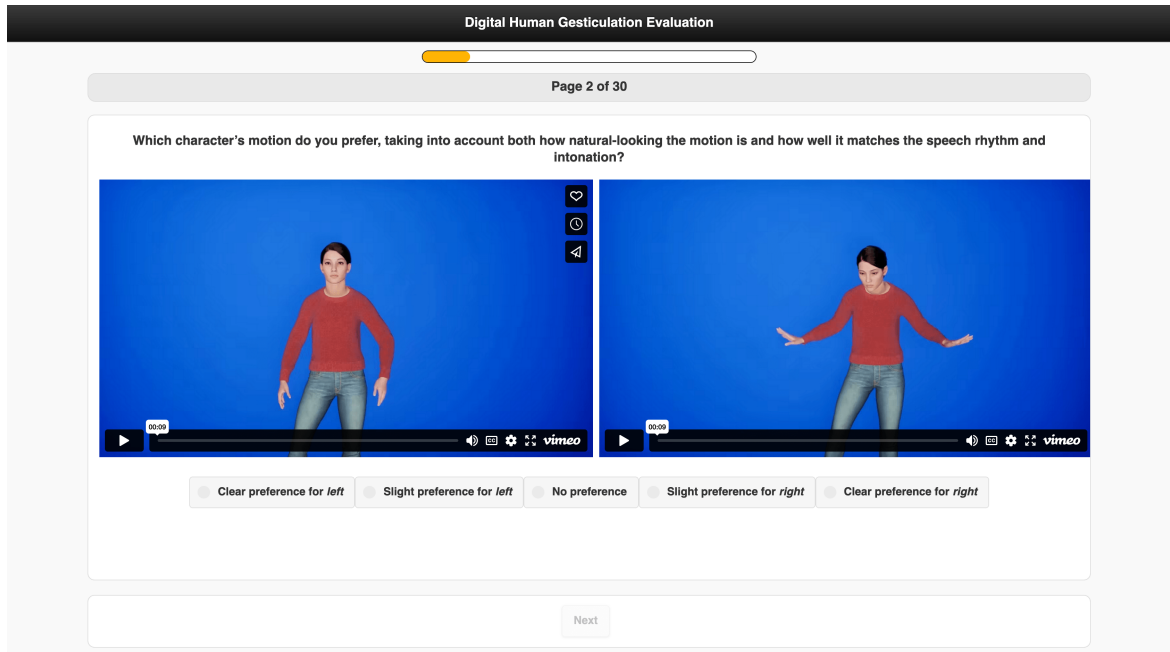 Digital Human Gesticulation Evaluation
Page 2 of 30
Which character's motion do you prefer, taking into account both how natural-looking the motion is and how well it matches the speech rhythm and
intonation?
00:09 00:09
CC vimeo CC vimeo
Clear preference for left Slight preference for left No preference Slight preference for right Clear preference for right
Next